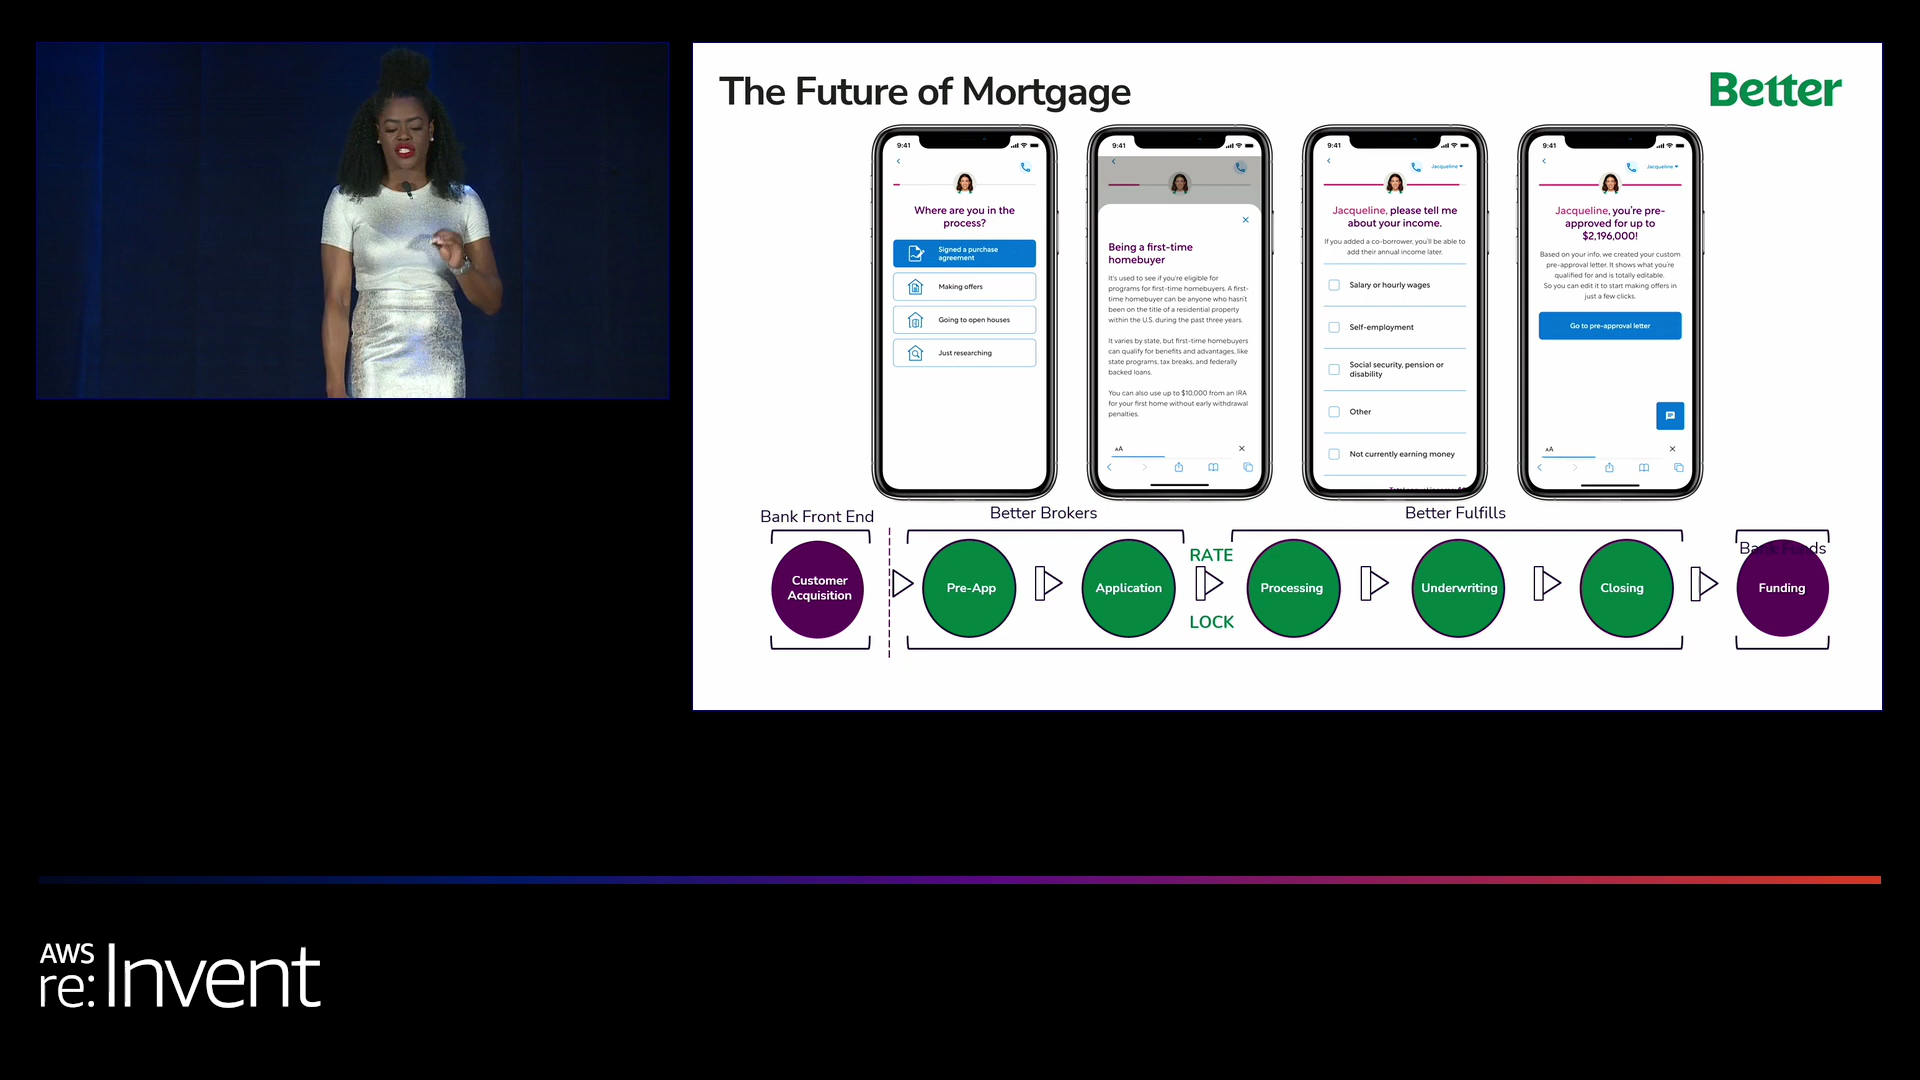 The Future of Mortgage
Better
9:41
Where are you in the
process?
Signed a purchase
agreement
Making offers
Going to open houses
Just researching
9:41
Being a first-time
homebuyer
It's used to see if you're eligible for
programs for first-time homebuyers. A first-
time homebuyer can be anyone who hasn't
been on the title of a residential property
within the U.S. during the past three years.
It varies by state, but first-time homebuyers
can qualify for benefits and advantages, like
state programs, tax breaks, and federally
backed loans.
You can also use up to $10,000 from an IRA
for your first home without early withdrawal
penalties.
AA
9:41
Jacqueline
Jacqueline, please tell me
about your income.
If you added a co-borrower, you'll be able to
add their annual income later.
Salary or hourly wages
Self-employment
Social security, pension or
disability
Other
Not currently earning money
9:41
Jacqueline
Jacqueline, you're pre-
approved for up to
$2,196,000!
Based on your info, we created your custom
pre-approval letter. It shows what you're
qualified for and is totally editable.
So you can edit it to start making offers in
just a few clicks.
Go to pre-approval letter
AA
Bank Front End
Better Brokers
Better Fulfills
Bank Funds
Customer
Acquisition
Pre-App
Application
RATE
LOCK
Processing
Underwriting
Closing
Funding
AWS
re:Invent